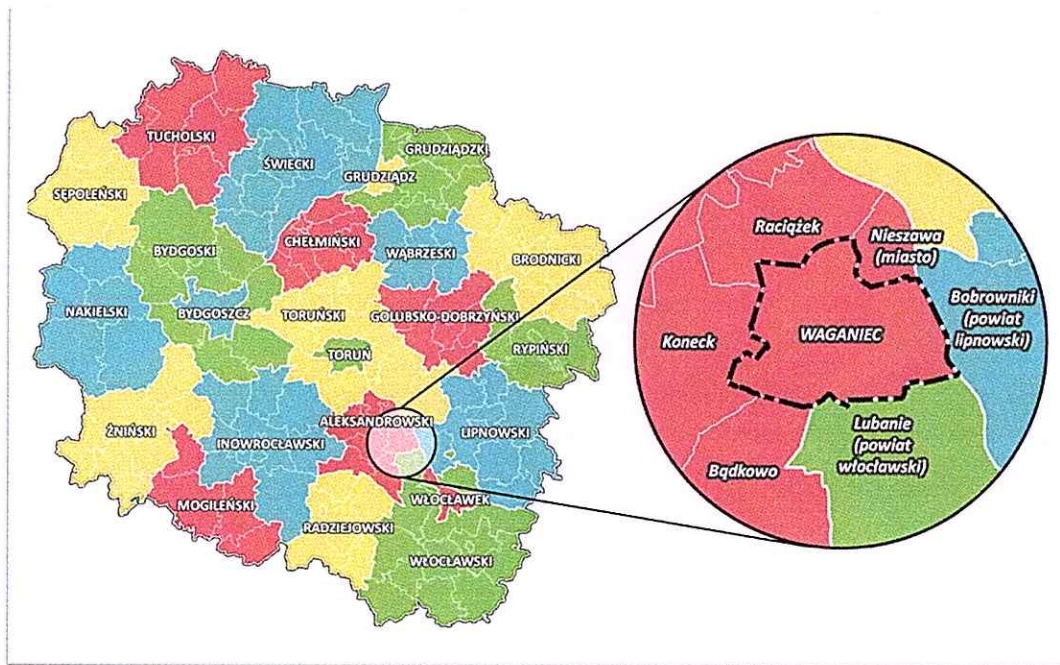 TUCHOLSKI
ŚWIECKI
GRUDZIĄDZK
GRUDZIĄDZ
SĘPOLEŃSKI
BYDGOSKI
CHEŁMIŃSKI
WĄBRZESKI
BRODNICKI
NAKIELSKI
BYDGOSZCZ
TORUŃSKI
GOLUBSKO-DOBRZYŃSKI
TORUŃ
RYPIŃSKI
ŻNIŃSKI
INOWROCŁAWSKI
ALEKSANDROWSKI
LIPNOWSKI
MOGILEŃSKI
RADZIEJOWSKI
WŁOCŁAWEK
WŁOCŁAWSKI
Raciążek
Nieszawa
(miasto)
Bobrowniki
(powiat
lipnowski)
Koneck
WAGANIEC
Lubanie
(powiat
włocławski)
Bądkowo